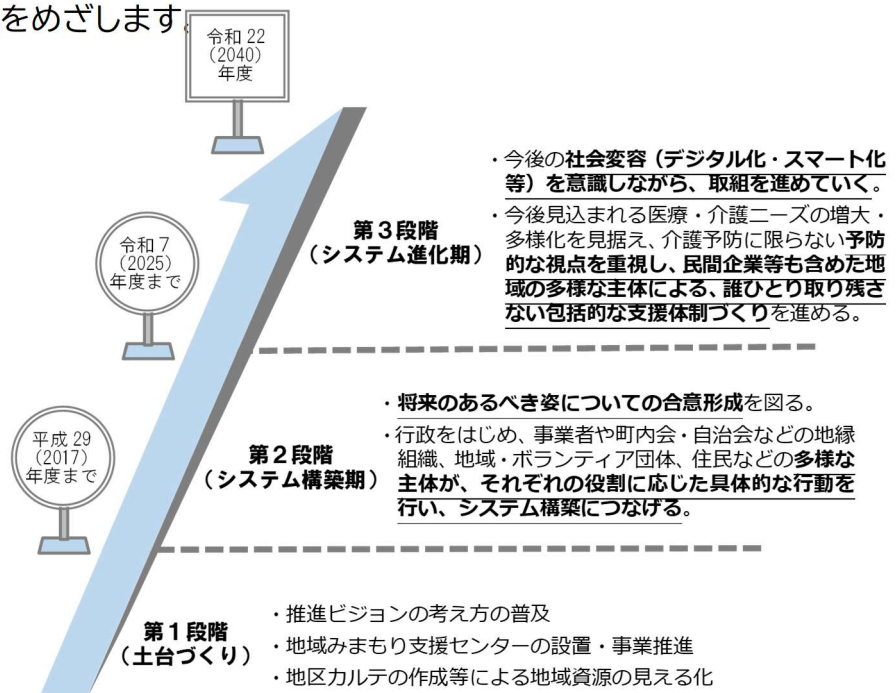 をめざします。
令和 22
（2040）
年度
・今後の社会変容（デジタル化・スマート化
等）を意識しながら、取組を進めていく。
・今後見込まれる医療・介護ニーズの増大・
多様化を見据え、介護予防に限らない予防
的な視点を重視し、民間企業等も含めた地
域の多様な主体による、誰ひとり取り残さ
ない包括的な支援体制づくりを進める。
第３段階
（システム進化期）
令和 7
（2025）
年度まで
・将来のあるべき姿についての合意形成を図る。
・行政をはじめ、事業者や町内会・自治会などの地縁
組織、地域・ボランティア団体、住民などの多様な
主体が、それぞれの役割に応じた具体的な行動を
行い、システム構築につなげる。
第２段階
（システム構築期）
平成 29
（2017）
年度まで
第１段階
（土台づくり）
・推進ビジョンの考え方の普及
・地域みまもり支援センターの設置・事業推進
・地区カルテの作成等による地域資源の見える化